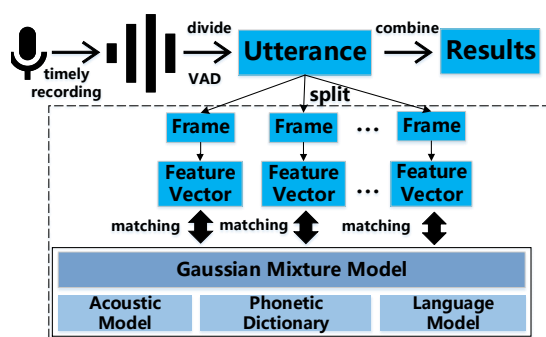 divide
combine
Utterance
Results
timely
recording
VAD
split
Frame
Frame
...
Frame
Feature
Vector
Feature
Vector
...
Feature
Vector
matching
matching
matching
Gaussian Mixture Model
Acoustic
Model
Phonetic
Dictionary
Language
Model